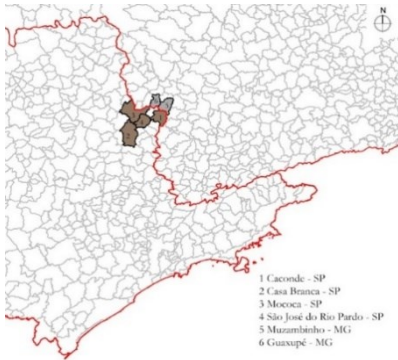 N
1 Caconde - SP
2 Casa Branca - SP
3 Mococa - SP
4 São José do Rio Pardo - SP
5 Muzambinho - MG
6 Guaxupé - MG